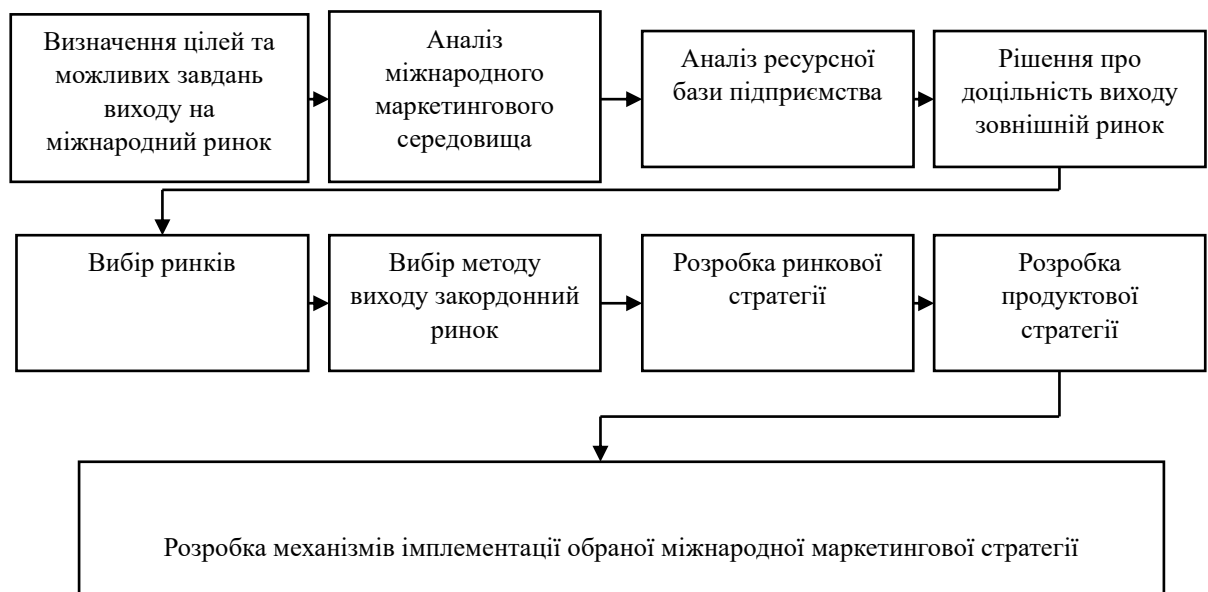 Визначення цілей та
можливих завдань
виходу на
міжнародний ринок
Аналіз
міжнародного
маркетингового
середовища
Аналіз ресурсної
бази підприємства
Рішення про
доцільність виходу
зовнішній ринок
Вибір ринків
Вибір методу
виходу закордонний
ринок
Розробка ринкової
стратегії
Розробка
продуктової
стратегії
Розробка механізмів імплементації обраної міжнародної маркетингової стратегії